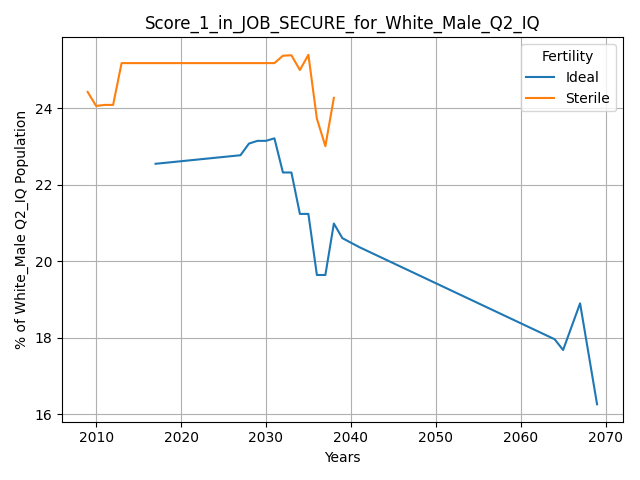 Score_1_in_JOB_SECURE_for_White_Male_Q2_IQ
Fertility
Ideal
Sterile
% of White_Male Q2_IQ Population
24
22
20
18
16
2010 2020 2030 2040 2050 2060 2070
Years